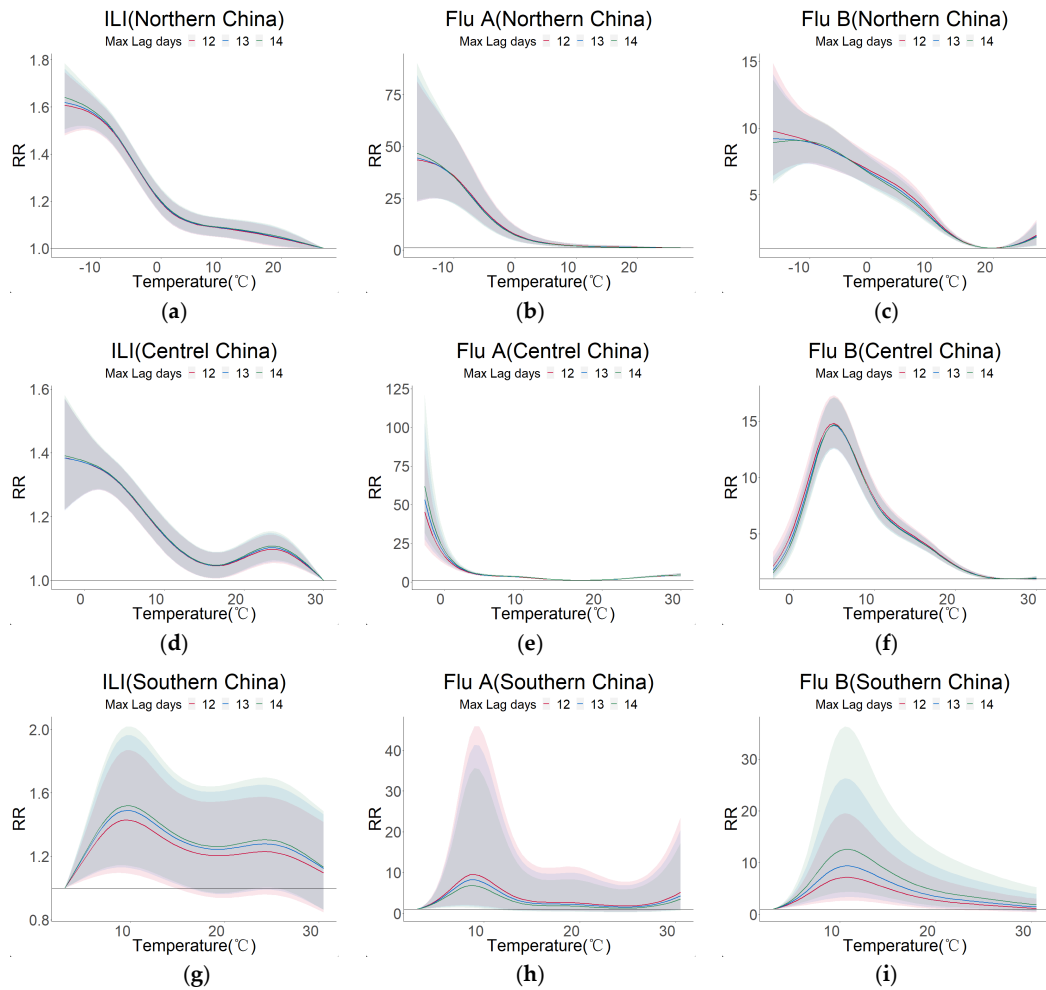 ILI(Northern China)
Max Lag days 12 13 14
1.8
1.6
1.4
1.2
1.0
RR
-10 0 10 20
Temperature(℃)
(a)
Flu A(Northern China)
Max Lag days 12 13 14
75
50
25
1
RR
-10 0 10 20
Temperature(℃)
(b)
Flu B(Northern China)
Max Lag days 12 13 14
15
10
5
RR
-10 0 10 20
Temperature(℃)
(c)
ILI(Centrel China)
Max Lag days 12 13 14
1.6
1.4
1.2
1.0
RR
0 10 20 30
Temperature(℃)
(d)
Flu A(Centrel China)
Max Lag days 12 13 14
125
100
75
50
25
1
RR
0 10 20 30
Temperature(℃)
(e)
Flu B(Centrel China)
Max Lag days 12 13 14
15
10
5
RR
0 10 20 30
Temperature(℃)
(f)
ILI(Southern China)
Max Lag days 12 13 14
2.0
1.6
1.2
0.8
RR
10 20 30
Temperature(℃)
(g)
Flu A(Southern China)
Max Lag days 12 13 14
40
30
20
10
0
RR
10 20 30
Temperature(℃)
(h)
Flu B(Southern China)
Max Lag days 12 13 14
30
20
10
0
RR
10 20 30
Temperature(℃)
(i)